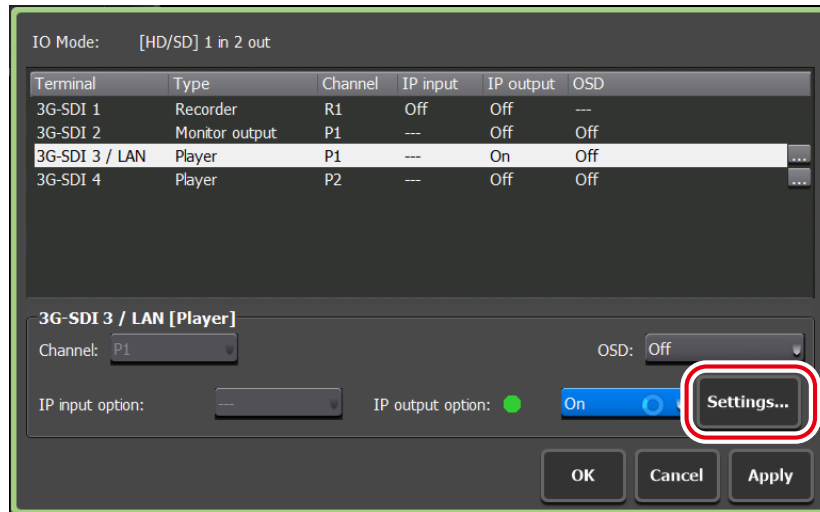 IO Mode: [HD/SD] 1 in 2 out
Terminal Type Channel IP input IP output OSD
3G-SDI 1 Recorder R1 Off Off ---
3G-SDI 2 Monitor output P1 --- Off Off
3G-SDI 3 / LAN Player P1 --- On Off ...
3G-SDI 4 Player P2 --- Off Off ...
3G-SDI 3 / LAN [Player]
Channel: P1 OSD: Off
IP input option: --- IP output option: On Settings...
OK Cancel Apply